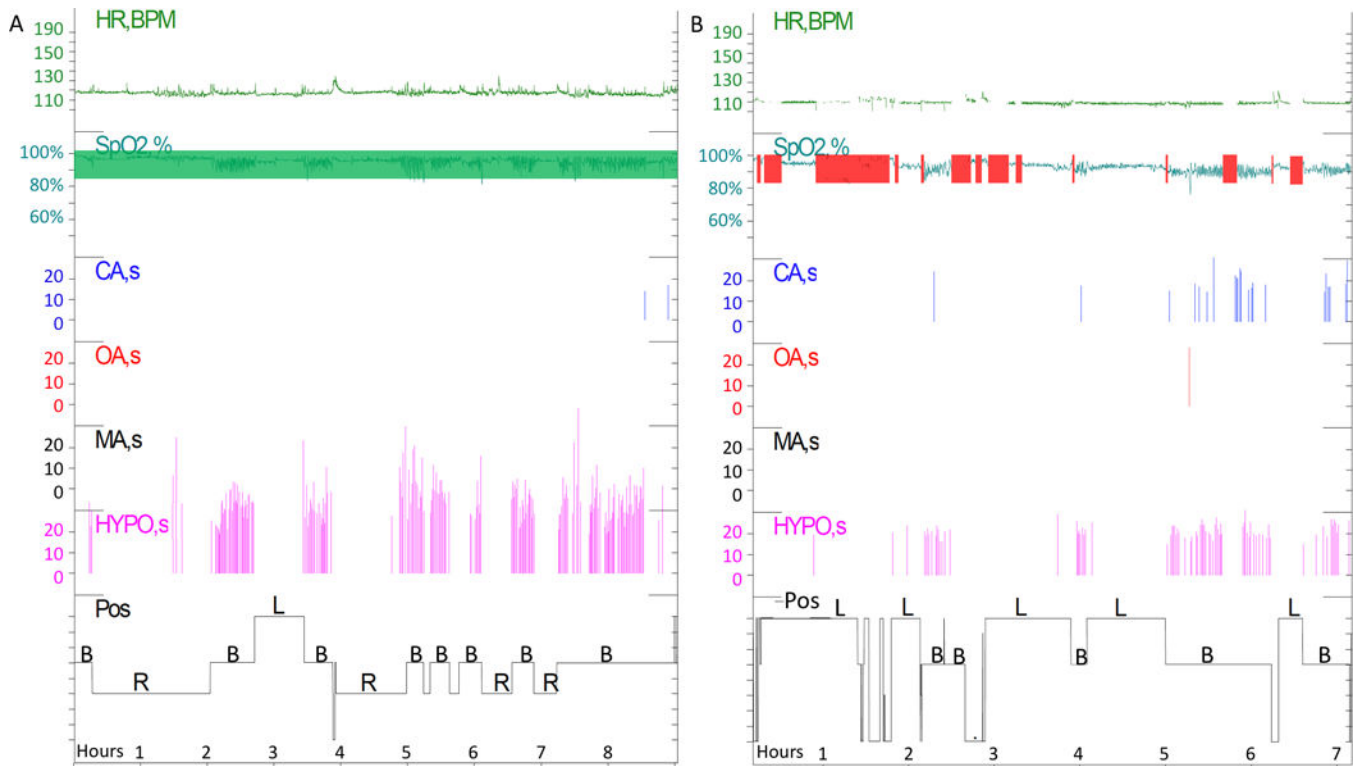 A
HR,BPM
190
150
130
110
SpO2,%
100%
80%
60%
CA,s
20
10
0
OA,s
20
10
0
MA,s
20
10
0
HYPO,s
20
10
0
Pos
B R B L B R B B B R B R B
Hours 1 2 3 4 5 6 7 8
B
HR,BPM
190
150
130
110
SpO2,%
100%
80%
60%
CA,s
20
10
0
OA,s
20
10
0
MA,s
20
10
0
HYPO,s
20
10
0
Pos
L L B B L B L B L B
Hours 1 2 3 4 5 6 7